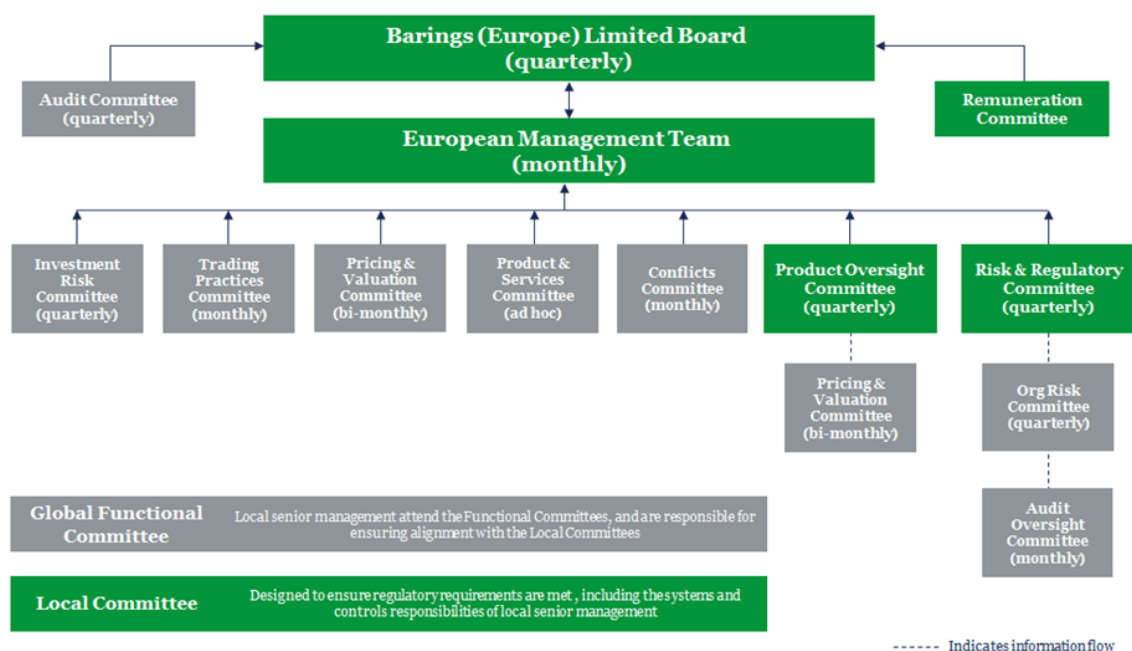 Barings (Europe) Limited Board
(quarterly)
Audit Committee
(quarterly)
Remuneration
Committee
European Management Team
(monthly)
Investment
Risk
Committee
(quarterly)
Trading
Practices
Committee
(monthly)
Pricing &
Valuation
Committee
(bi-monthly)
Product &
Services
Committee
(ad hoc)
Conflicts
Committee
(monthly)
Product Oversight
Committee
(quarterly)
Risk & Regulatory
Committee
(quarterly)
Pricing &
Valuation
Committee
(bi-monthly)
Org Risk
Committee
(quarterly)
Audit
Oversight
Committee
(monthly)
Global Functional
Committee
Local senior management attend the Functional Committees, and are responsible for
ensuring alignment with the Local Committees
Local Committee
Designed to ensure regulatory requirements are met , including the systems and
controls responsibilities of local senior management
Indicates information flow